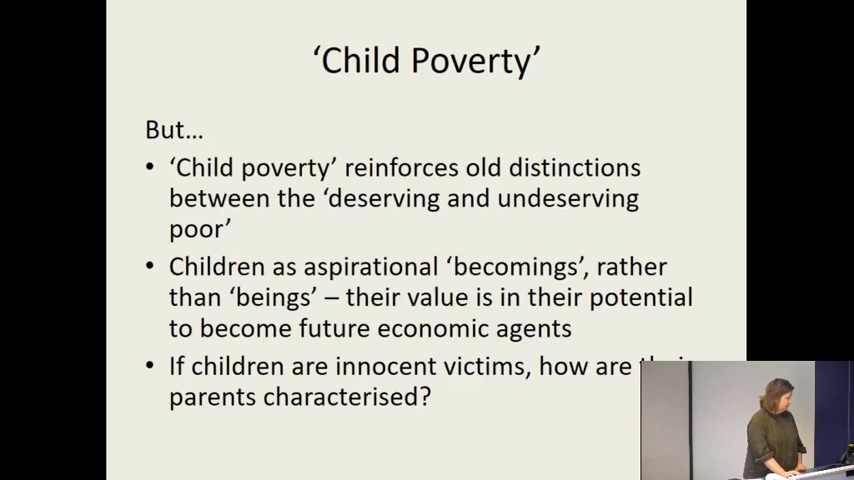 ‘Child Poverty’
But...
• ‘Child poverty’ reinforces old distinctions
between the ‘deserving and undeserving
poor’
• Children as aspirational ‘becomings’, rather
than ‘beings’ – their value is in their potential
to become future economic agents
• If children are innocent victims, how are
parents characterised?